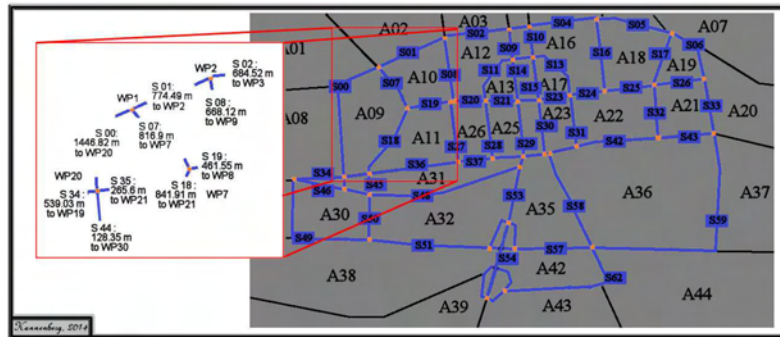 WP2
S 02 :
684.52 m
to WP3
S 01 :
774.49 m
to WP2
WP1
S 08 :
668.12 m
to WP9
S 00:
1446.82 m
to WP20
S 07 :
816.9 m
to WP7
S 19 :
461.55 m
to WP8
WP20
S 35 :
265.6 m
to WP21
S 34 :
539.03 m
to WP19
S 18 :
841.91 m
to WP21
WP7
S 44 :
128.35 m
to WP30
A01
A02
A03
A07
A08
A09
A10
A11
A12
A13
A16
A17
A18
A19
A20
A21
A22
A23
A25
A26
A30
A31
A32
A35
A36
A37
A38
A39
A42
A43
A44
S00
S01
S02
S04
S05
S06
S07
S08
S09
S10
S11
S13
S14
S15
S16
S17
S18
S19
S20
S21
S23
S24
S25
S26
S27
S28
S29
S30
S31
S32
S33
S34
S36
S37
S42
S43
S45
S46
S48
S49
S50
S51
S53
S54
S57
S58
S59
S62
Kannenberg, 2014